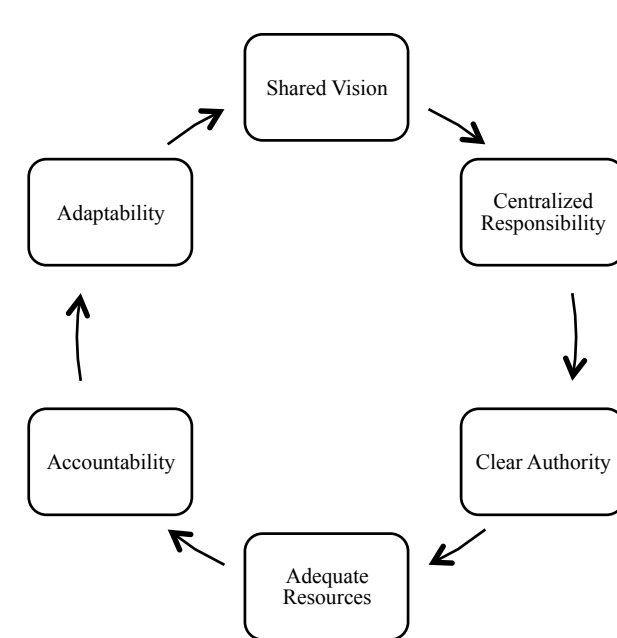 Shared Vision
Centralized
Responsibility
Clear Authority
Adequate
Resources
Accountability
Adaptability